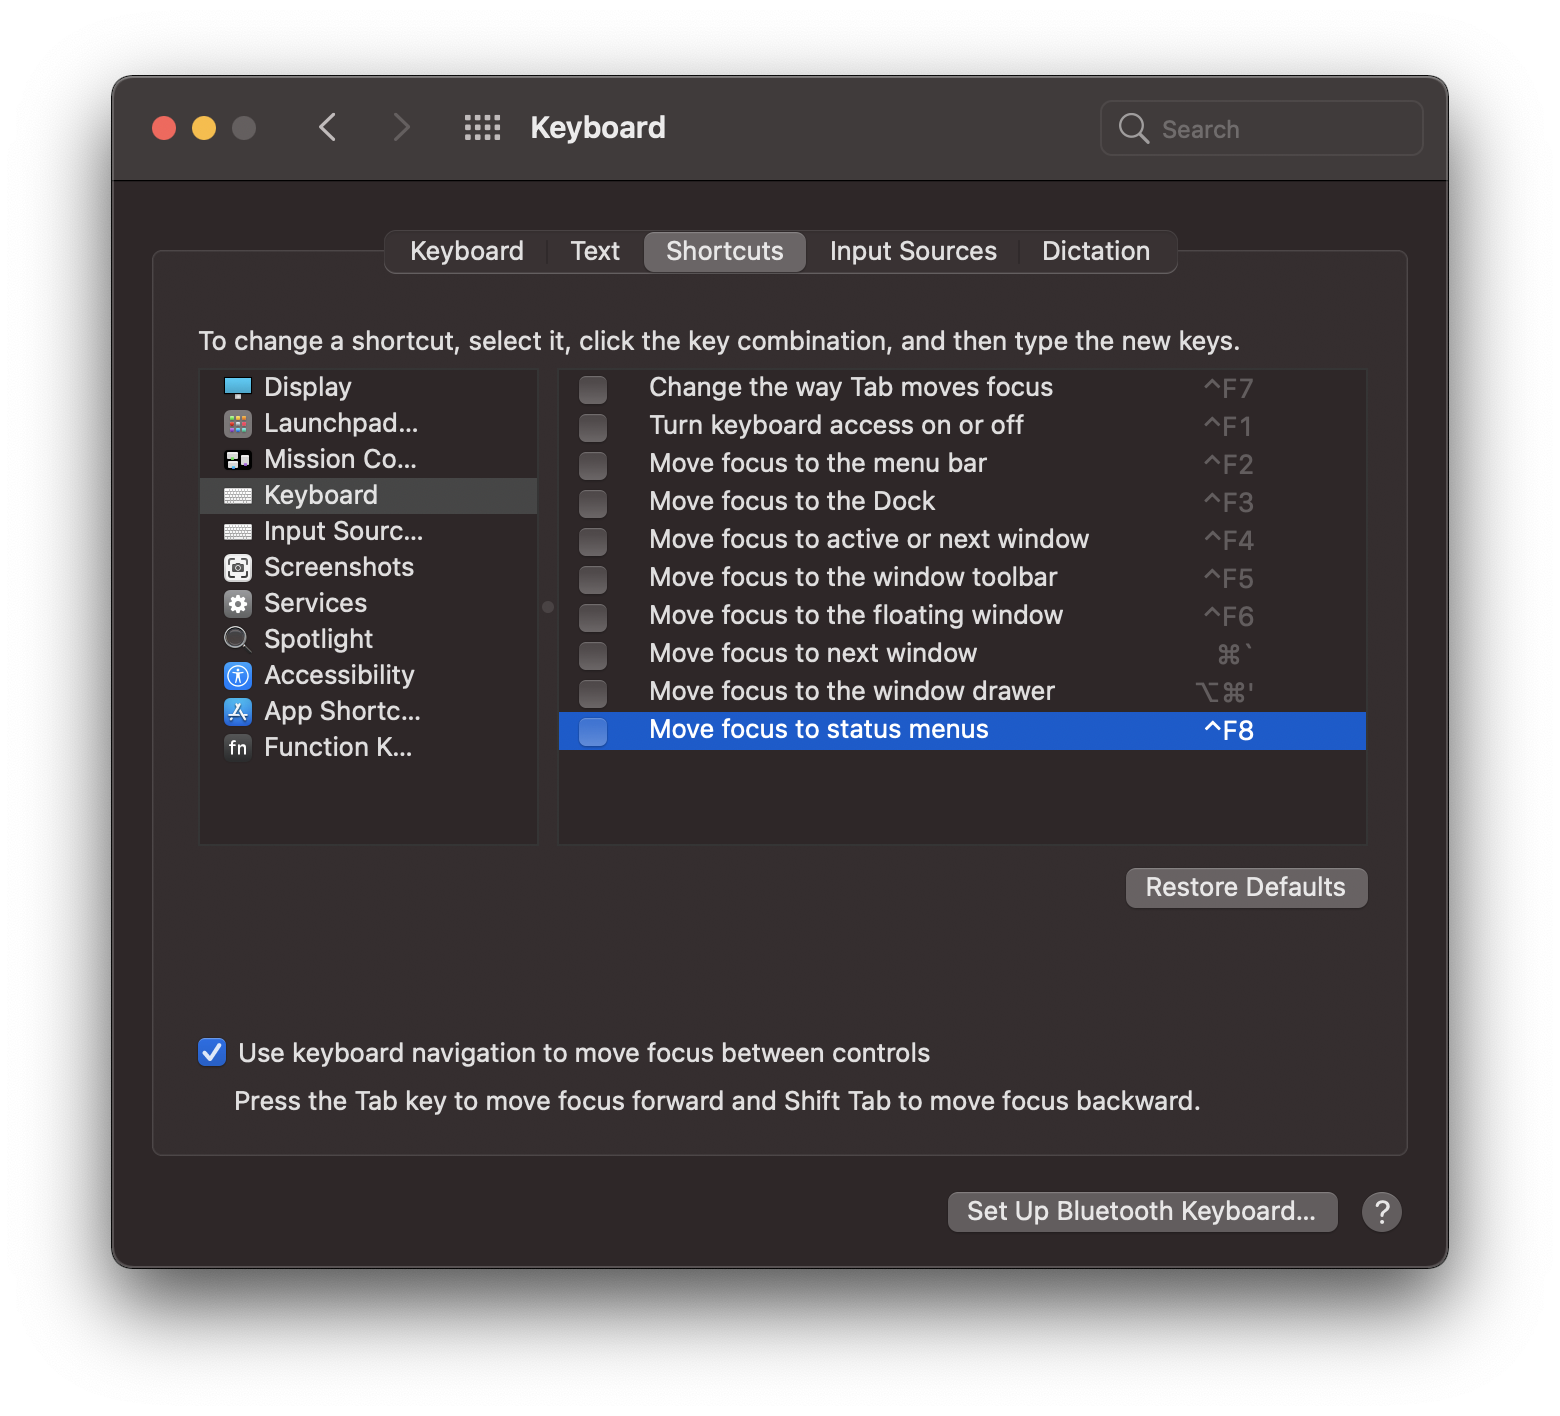 Keyboard
Search
Keyboard Text Shortcuts Input Sources Dictation
To change a shortcut, select it, click the key combination, and then type the new keys.
Display
Launchpad...
Mission Co...
Keyboard
Input Sourc...
Screenshots
Services
Spotlight
Accessibility
App Shortc...
fn Function K...
Change the way Tab moves focus ^F7
Turn keyboard access on or off ^F1
Move focus to the menu bar ^F2
Move focus to the Dock ^F3
Move focus to active or next window ^F4
Move focus to the window toolbar ^F5
Move focus to the floating window ^F6
Move focus to next window ⌘`
Move focus to the window drawer ⌥⌘'
Move focus to status menus ^F8
Restore Defaults
Use keyboard navigation to move focus between controls
Press the Tab key to move focus forward and Shift Tab to move focus backward.
Set Up Bluetooth Keyboard... ?